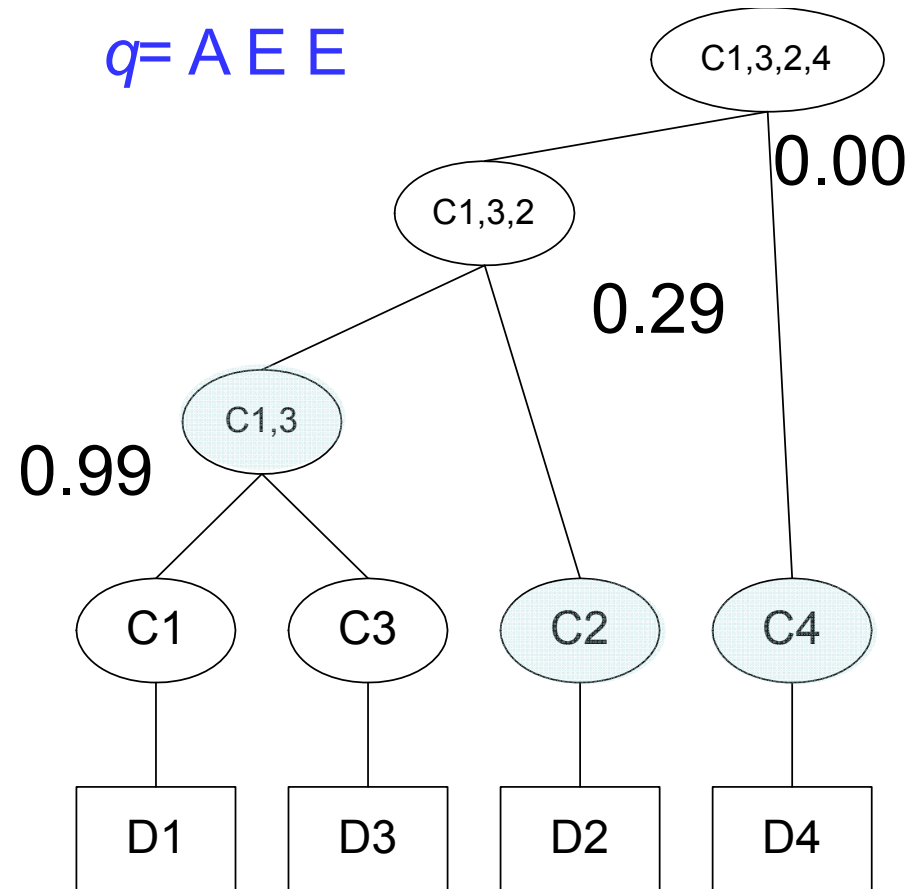 q= A E E
C1,3,2,4
0.00
C1,3,2
0.29
C1,3
0.99
C1 C3 C2 C4
D1 D3 D2 D4